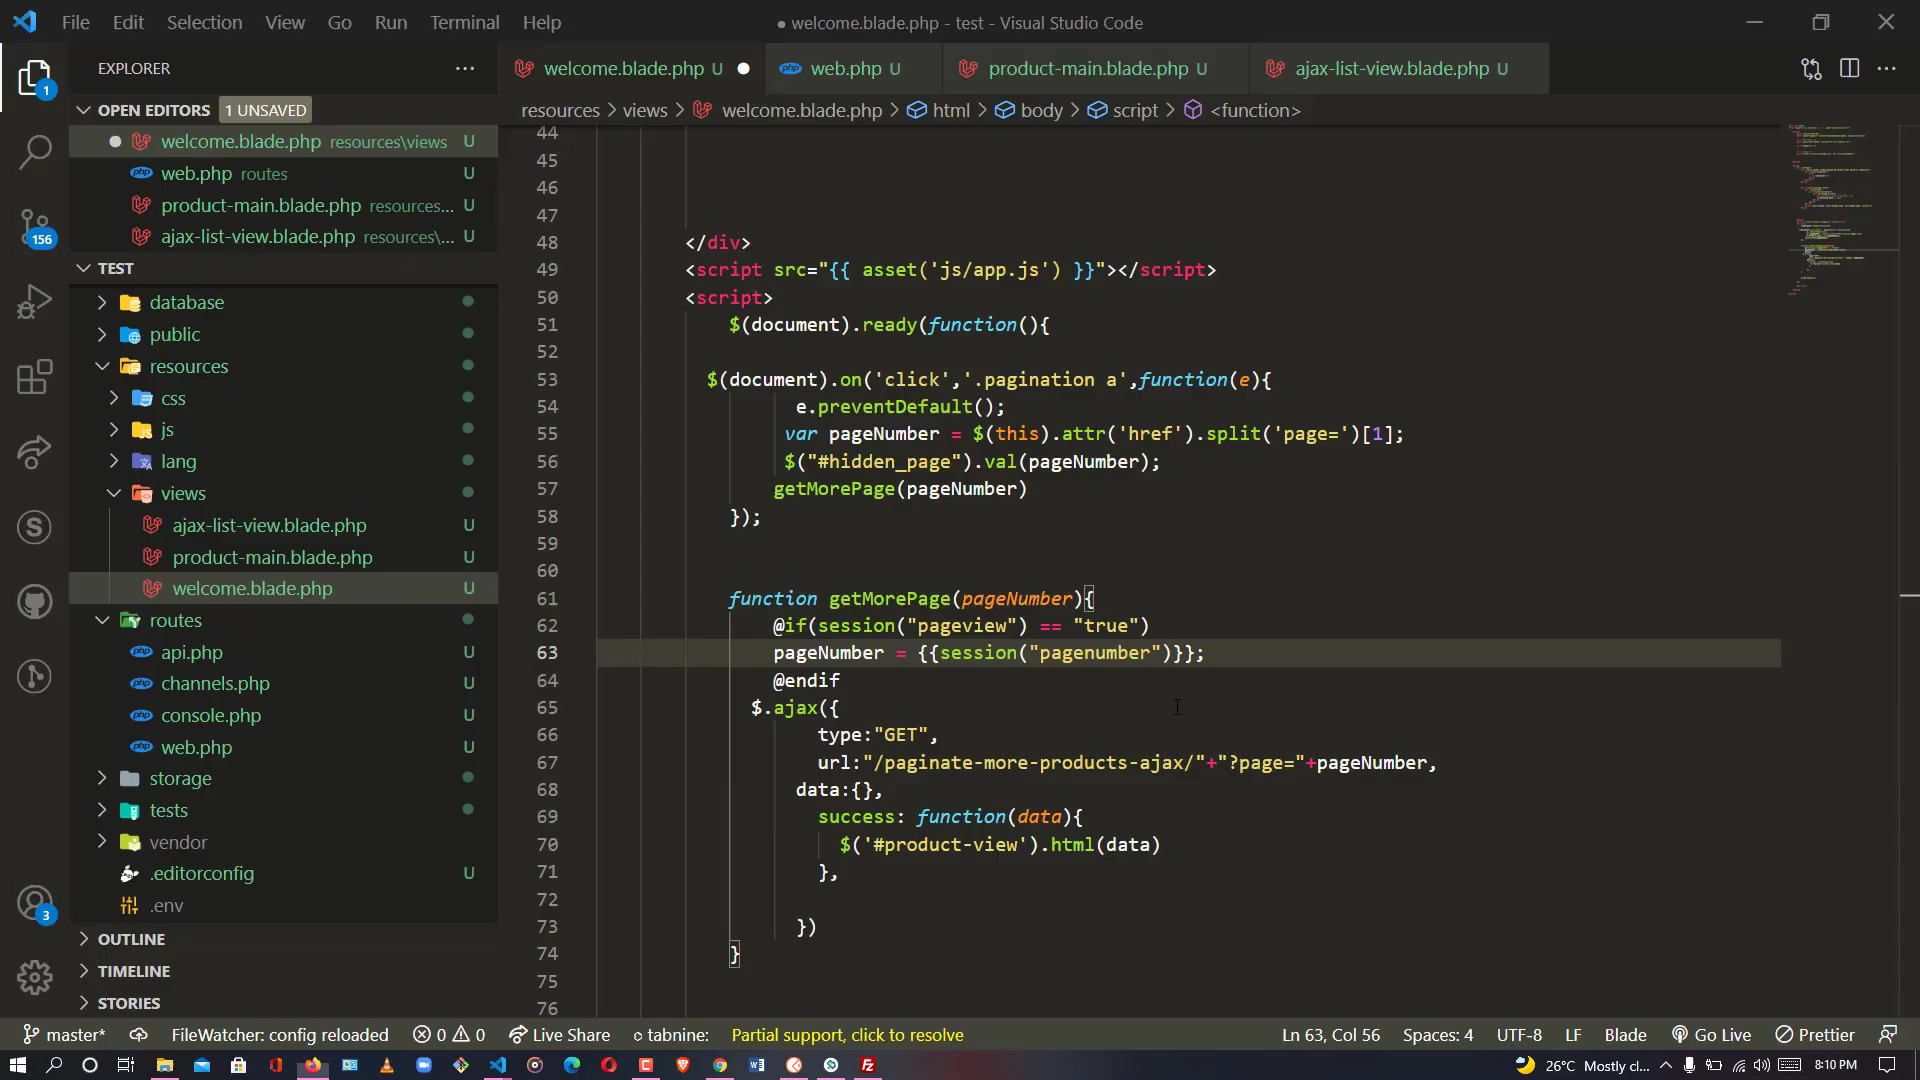 File Edit Selection View Go Run Terminal Help
● welcome.blade.php - test - Visual Studio Code
EXPLORER
OPEN EDITORS 1 UNSAVED
welcome.blade.php resources\views U
web.php routes U
product-main.blade.php resources... U
ajax-list-view.blade.php resources\... U
TEST
database
public
resources
css
js
lang
views
ajax-list-view.blade.php U
product-main.blade.php U
welcome.blade.php U
routes
api.php U
channels.php U
console.php U
web.php U
storage
tests
vendor
.editorconfig U
.env
OUTLINE
TIMELINE
STORIES
1
156
3
welcome.blade.php U web.php U product-main.blade.php U ajax-list-view.blade.php U
resources > views > welcome.blade.php > html > body > script > <function>
44
45
46
47
48 </div>
49 <script src="{{ asset('js/app.js') }}"></script>
50 <script>
51 $(document).ready(function(){
52
53 $(document).on('click','.pagination a',function(e){
54 e.preventDefault();
55 var pageNumber = $(this).attr('href').split('page=')[1];
56 $("#hidden_page").val(pageNumber);
57 getMorePage(pageNumber)
58 });
59
60
61 function getMorePage(pageNumber){
62 @if(session("pageview") == "true")
63 pageNumber = {{session("pagenumber")}};
64 @endif
65 $.ajax({
66 type:"GET",
67 url:"/paginate-more-products-ajax/"+"?page="+pageNumber,
68 data:{},
69 success: function(data){
70 $('#product-view').html(data)
71 },
72
73 })
74 }
75
76
master* FileWatcher: config reloaded 0 0 Live Share tabnine: Partial support, click to resolve Ln 63, Col 56 Spaces: 4 UTF-8 LF Blade Go Live Prettier
26°C Mostly cl... 8:10 PM